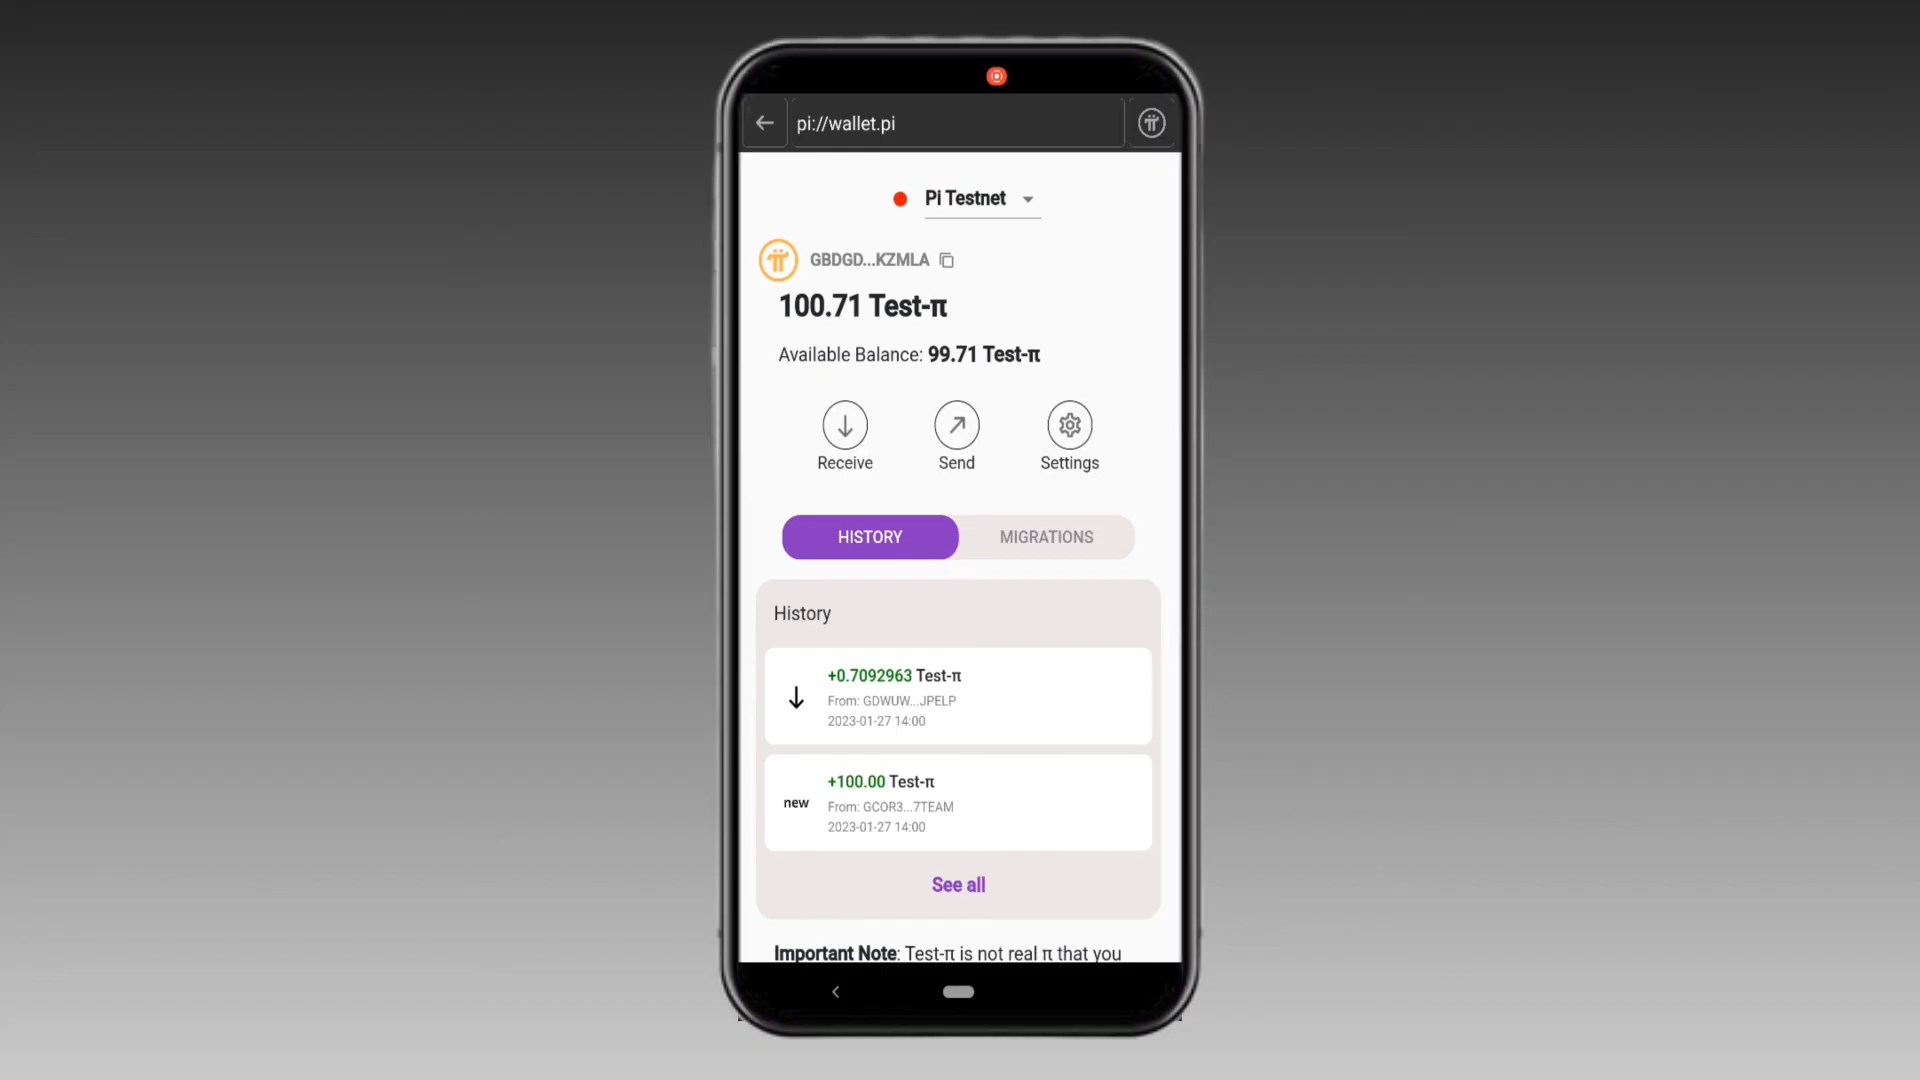 pi://wallet.pi
Pi Testnet
GBDGD...KZMLA
100.71 Test-π
Available Balance: 99.71 Test-π
Receive
Send
Settings
HISTORY
MIGRATIONS
History
+0.7092963 Test-π
From: GDWUW...JPELP
2023-01-27 14:00
new
+100.00 Test-π
From: GCOR3...7TEAM
2023-01-27 14:00
See all
Important Note: Test-π is not real π that you